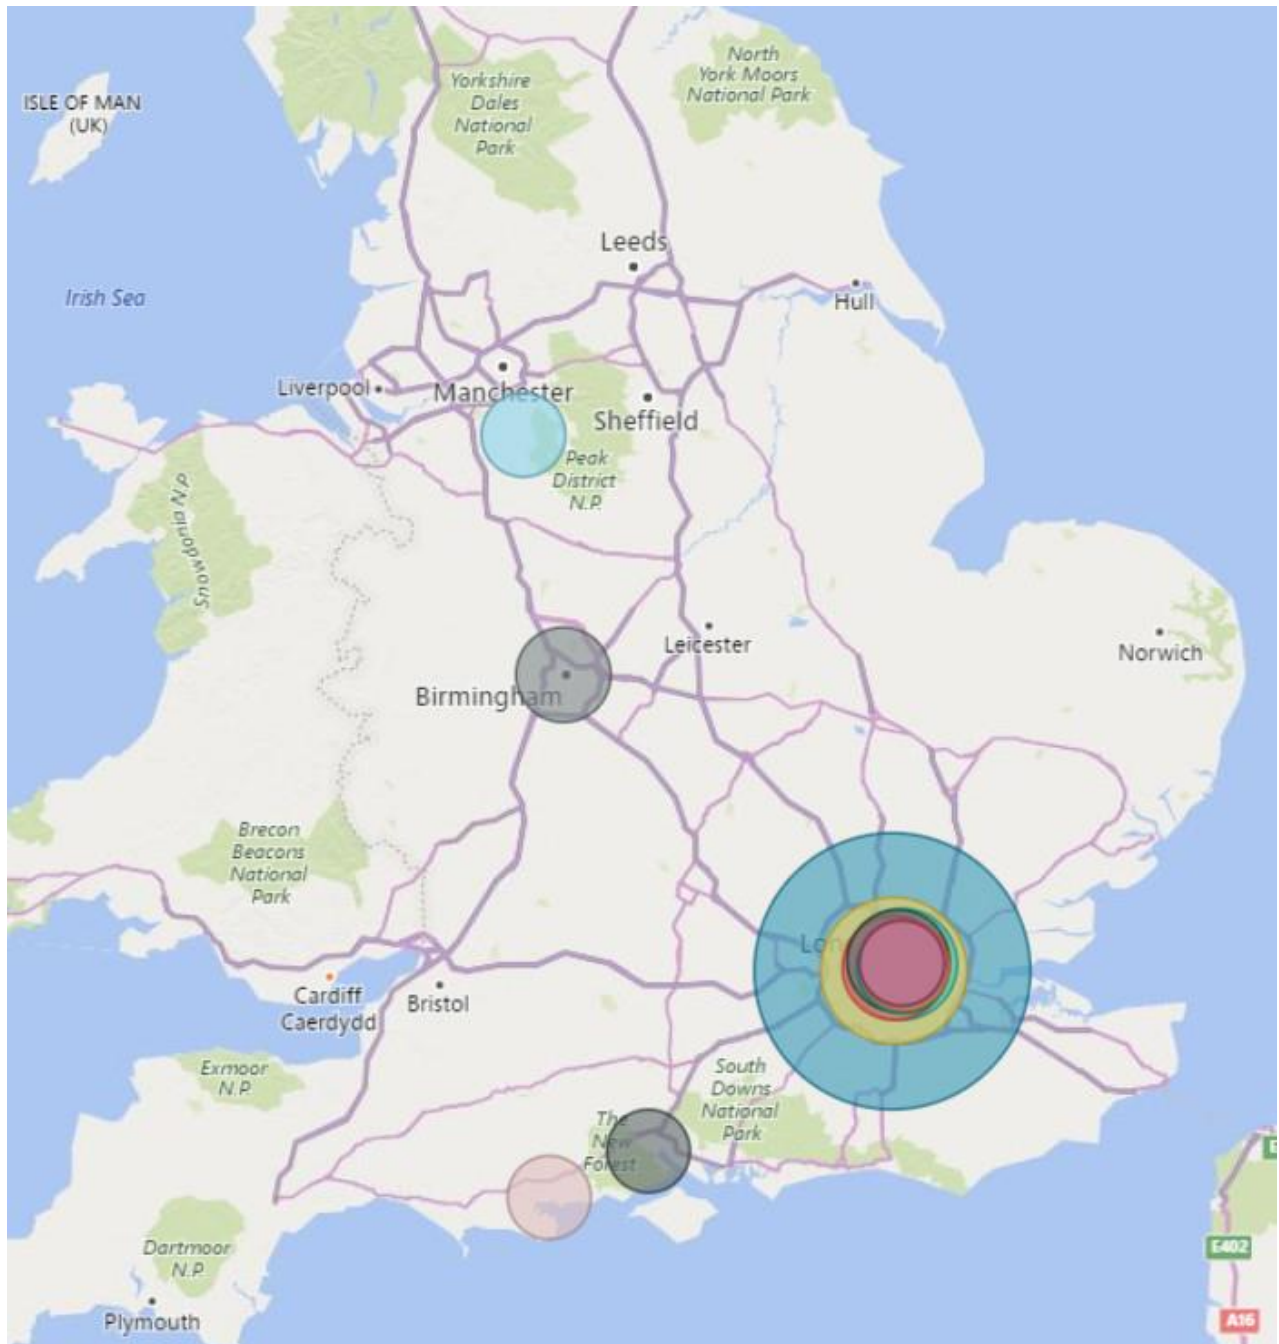 North
York Moors
National Park
Yorkshire
Dales
National
Park
ISLE OF MAN
(UK)
Leeds
Irish Sea
Hull
Liverpool
Manchester
Sheffield
Peak
District
N.P.
Snowdonia N.P
Leicester
Norwich
Birmingham
Brecon
Beacons
National
Park
Lon
Cardiff
Caerdydd
Bristol
Exmoor
N.P.
South
Downs
National
Park
The
New
Forest
Dartmoor
N.P.
Plymouth
E402
A16